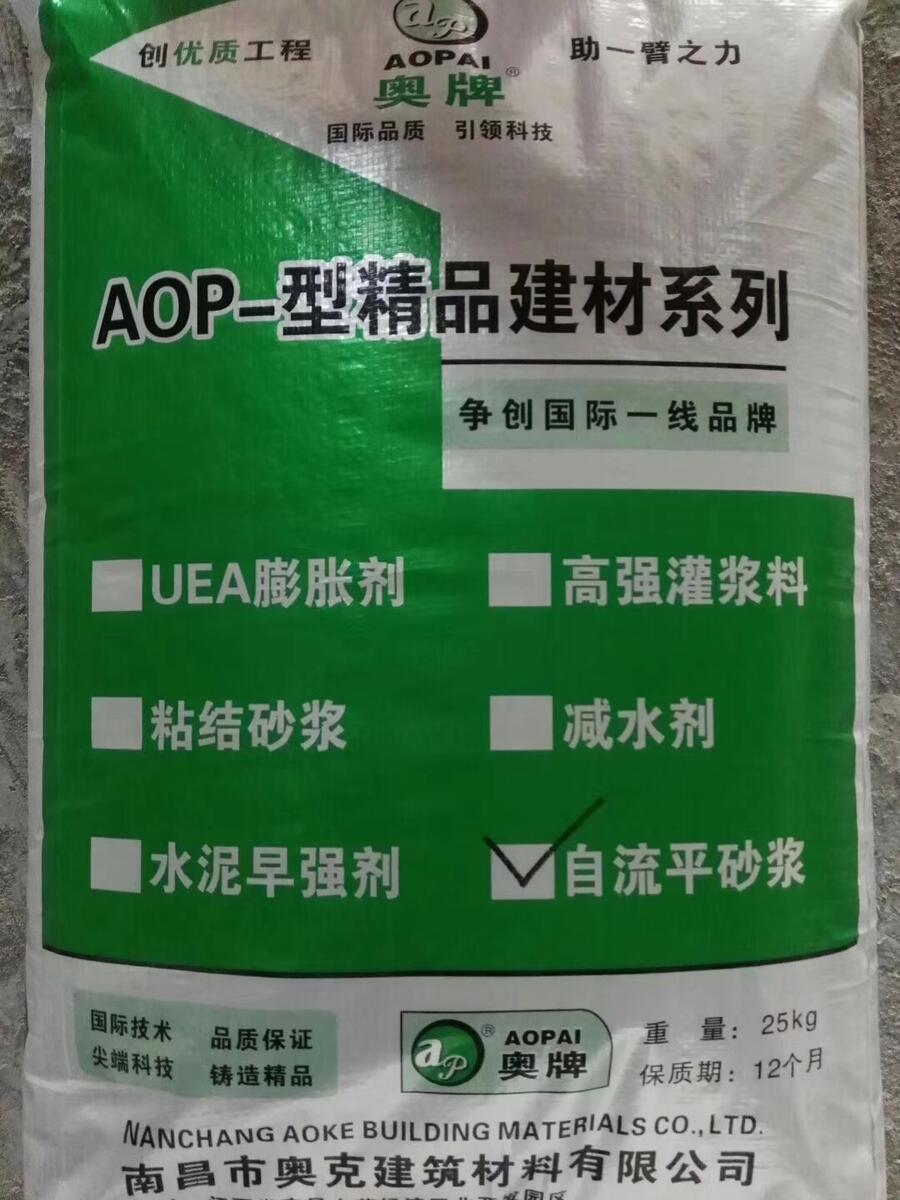 ap
创优质工程
AOPAI
助一臂之力
奥牌®
国际品质 引领科技
AOP-型精品建材系列
争创国际一线品牌
UEA膨胀剂
高强灌浆料
粘结砂浆
减水剂
水泥早强剂
自流平砂浆
国际技术 品质保证
尖端科技 铸造精品
ap® AOPAI
奥牌
重 量：25kg
保质期：12个月
NANCHANG AOKE BUILDING MATERIALS CO.,LTD.
南昌市奥克建筑材料有限公司